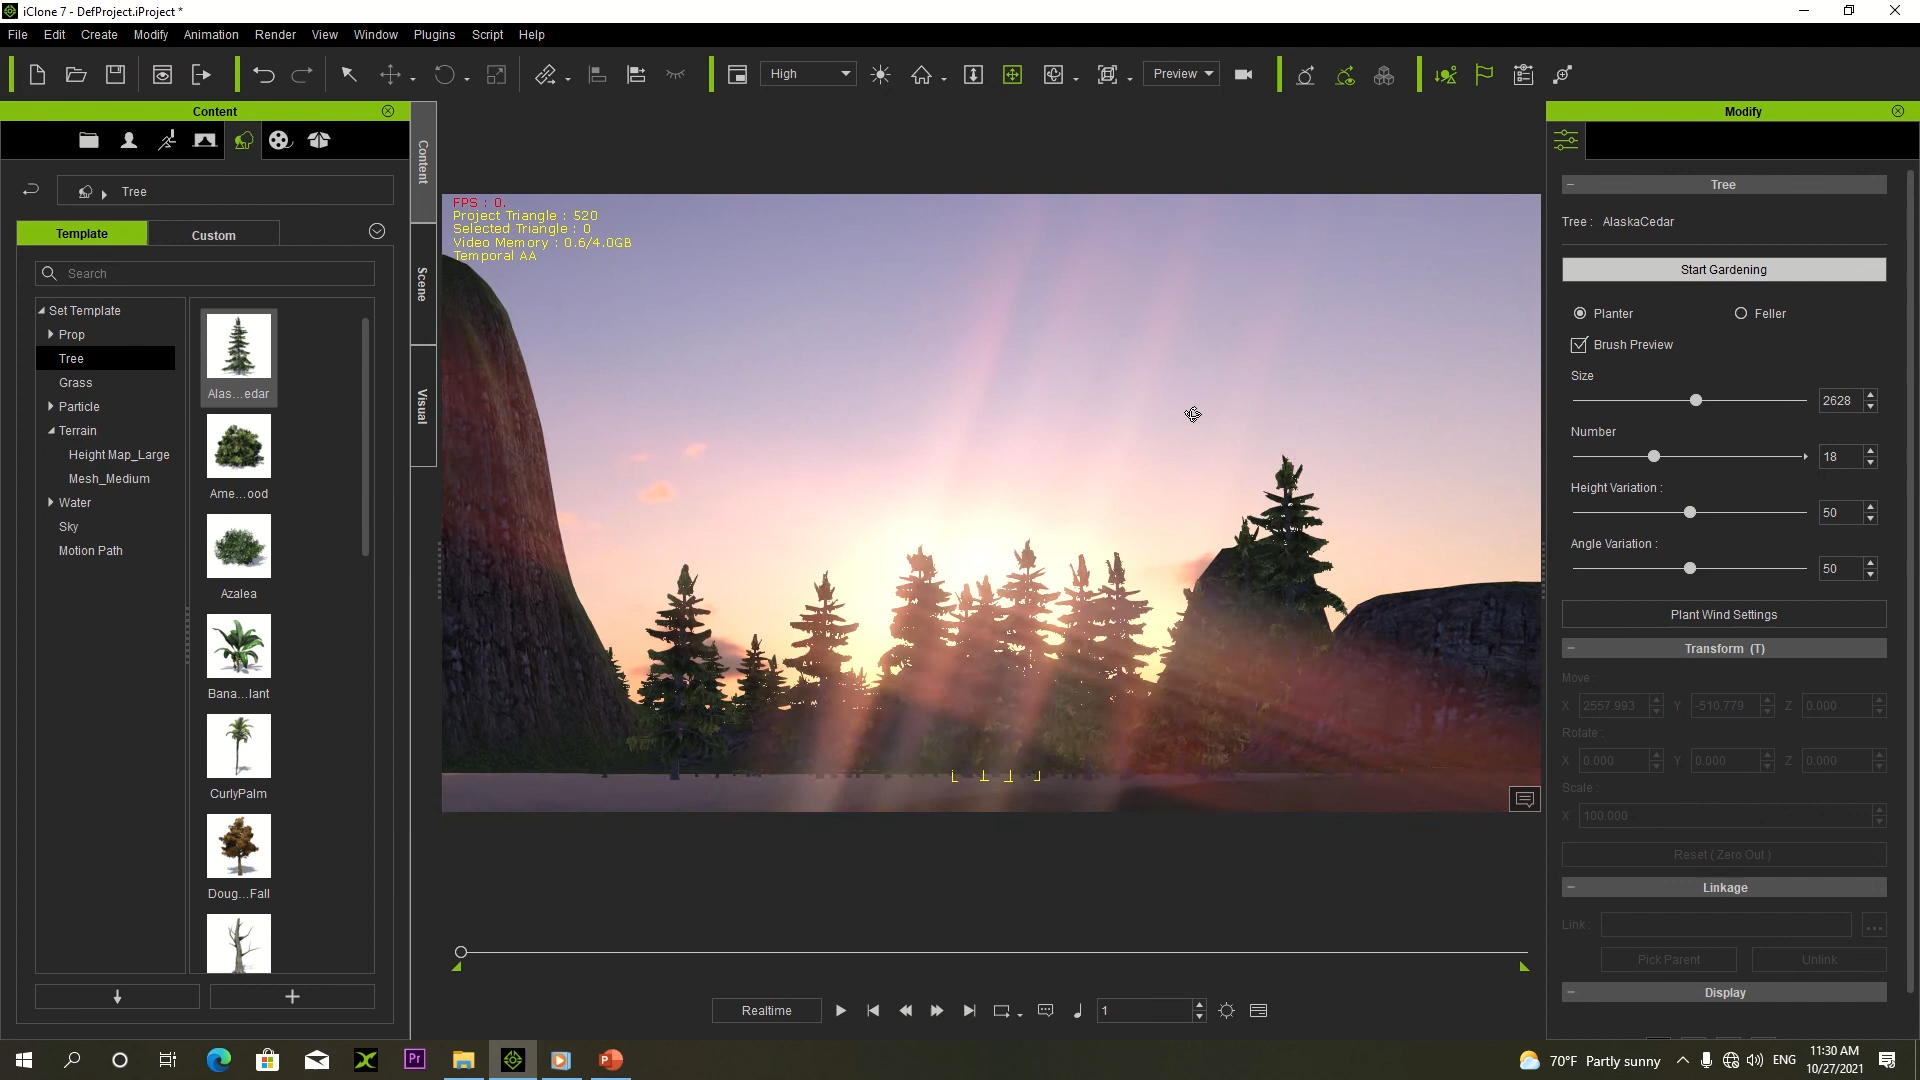 iClone 7 - DefProject.iProject *
File Edit Create Modify Animation Render View Window Plugins Script Help
High
Preview
Content
Tree
Template
Custom
Search
Set Template
Prop
Tree
Grass
Particle
Terrain
Height Map_Large
Mesh_Medium
Water
Sky
Motion Path
Alas...edar
Ame...ood
Azalea
Bana...lant
CurlyPalm
Doug...Fall
Content
Scene
Visual
FPS : 0.
Project Triangle : 520
Selected Triangle : 0
Video Memory : 0.6/4.0GB
Temporal AA
Realtime
1
Modify
Tree
Tree : AlaskaCedar
Start Gardening
Planter
Feller
Brush Preview
Size
2628
Number
18
Height Variation :
50
Angle Variation :
50
Plant Wind Settings
Transform (T)
Move :
X 2557.993 Y -510.779 Z 0.000
Rotate :
X 0.000 Y 0.000 Z 0.000
Scale :
X 100.000
Reset ( Zero Out )
Linkage
Link :
...
Pick Parent
Unlink
Display
Pr
70°F Partly sunny
ENG
11:30 AM
10/27/2021